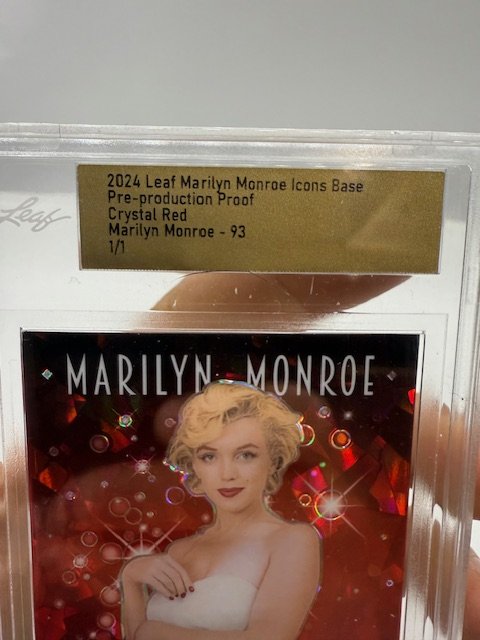 2024 Leaf Marilyn Monroe Icons Base
Pre-production Proof
Crystal Red
Marilyn Monroe - 93
1/1
Leaf
MARILYN MONROE